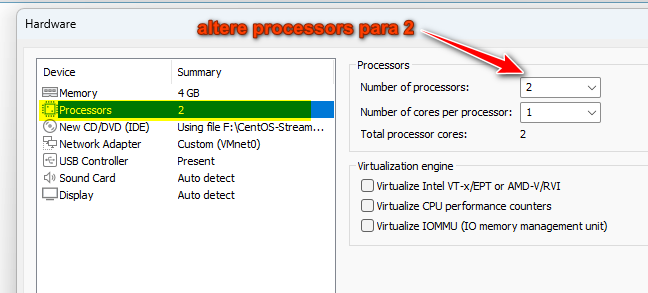 Hardware
altere processors para 2
Device Summary
Memory 4 GB
Processors 2
New CD/DVD (IDE) Using file F:\CentOS-Stream...
Network Adapter Custom (VMnet0)
USB Controller Present
Sound Card Auto detect
Display Auto detect
Processors
Number of processors: 2
Number of cores per processor: 1
Total processor cores: 2
Virtualization engine
Virtualize Intel VT-x/EPT or AMD-V/RVI
Virtualize CPU performance counters
Virtualize IOMMU (IO memory management unit)